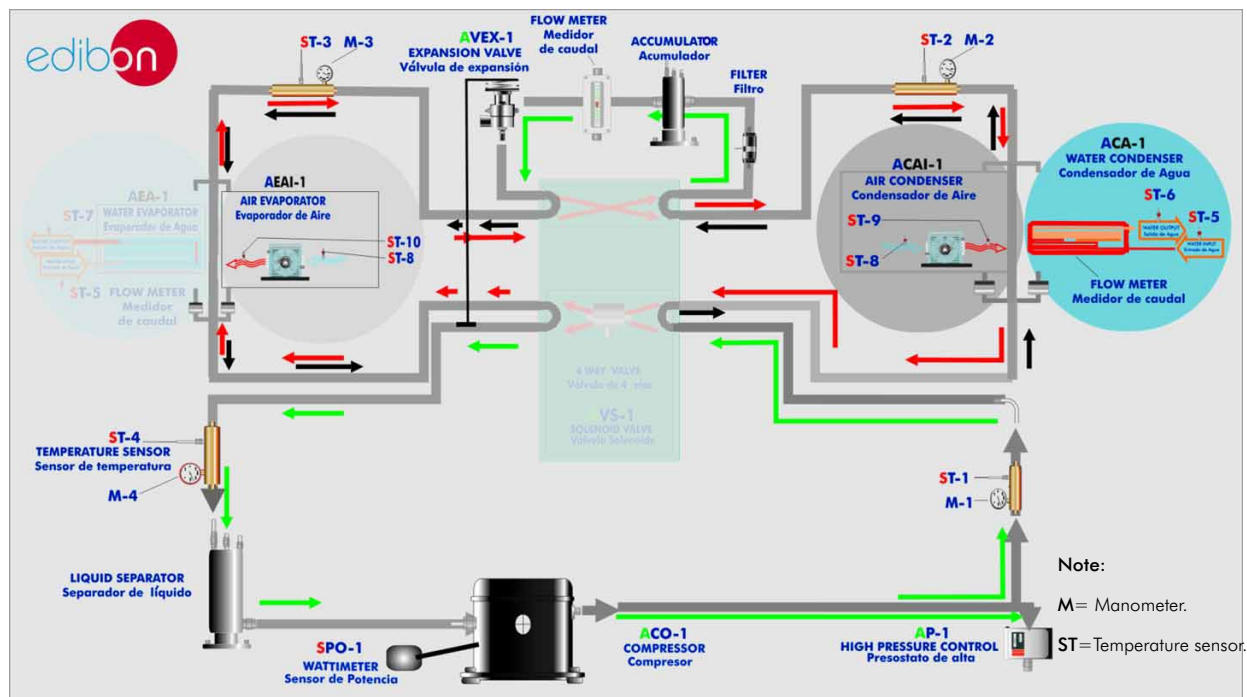 edibon
ST-3 M-3
AVEX-1
EXPANSION VALVE
Válvula de expansión
FLOW METER
Medidor
de caudal
ACCUMULATOR
Acumulador
FILTER
Filtro
ST-2 M-2
AEA-1
WATER EVAPORATOR
Evaporador de Agua
ST-7
ST-5
FLOW METER
Medidor
de caudal
AEAI-1
AIR EVAPORATOR
Evaporador de Aire
ST-10
ST-8
ACAI-1
AIR CONDENSER
Condensador de Aire
ST-9
ST-8
ACA-1
WATER CONDENSER
Condensador de Agua
ST-6
ST-5
WATER OUTPUT
Salida de Agua
WATER INPUT
Entrada de Agua
FLOW METER
Medidor de caudal
4 WAY VALVE
Válvula de 4 vías
VS-1
SOLENOID VALVE
Válvula Solenoide
ST-4
TEMPERATURE SENSOR
Sensor de temperatura
M-4
ST-1
M-1
LIQUID SEPARATOR
Separador de líquido
SPO-1
WATTIMETER
Sensor de Potencia
ACO-1
COMPRESSOR
Compresor
AP-1
HIGH PRESSURE CONTROL
Presostato de alta
Note:
M= Manometer.
ST=Temperature sensor.